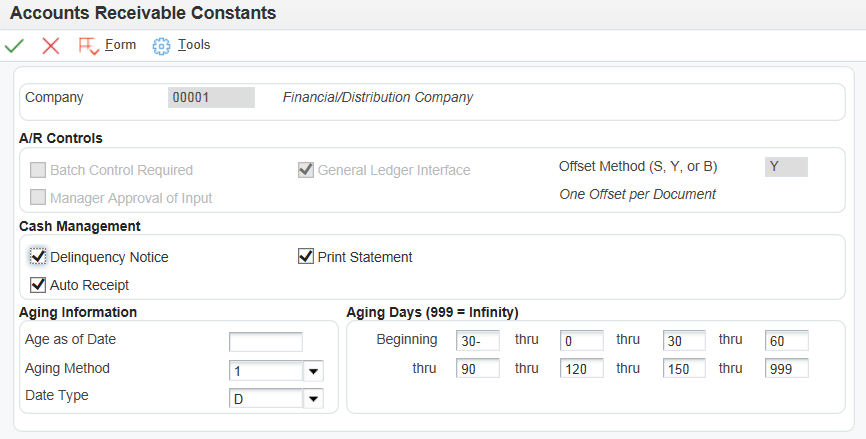 Accounts Receivable Constants
Form Tools
Company 00001 Financial/Distribution Company
A/R Controls
Batch Control Required General Ledger Interface Offset Method (S, Y, or B) Y
Manager Approval of Input One Offset per Document
Cash Management
Delinquency Notice Print Statement
Auto Receipt
Aging Information Aging Days (999 = Infinity)
Age as of Date Beginning 30- thru 0 thru 30 thru 60
Aging Method 1 thru 90 thru 120 thru 150 thru 999
Date Type D